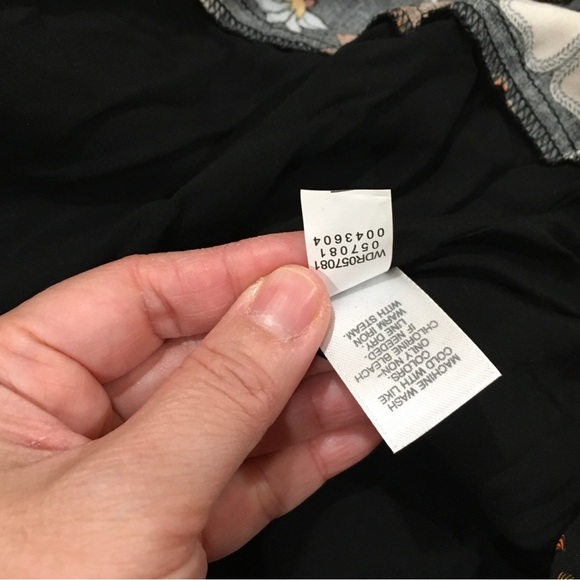 WDR057081
057081
0043604
MACHINE WASH
COLD WITH LIKE
COLORS.
ONLY NON-
CHLORINE BLEACH
IF NEEDED.
LINE DRY.
WARM IRON
WITH STEAM.